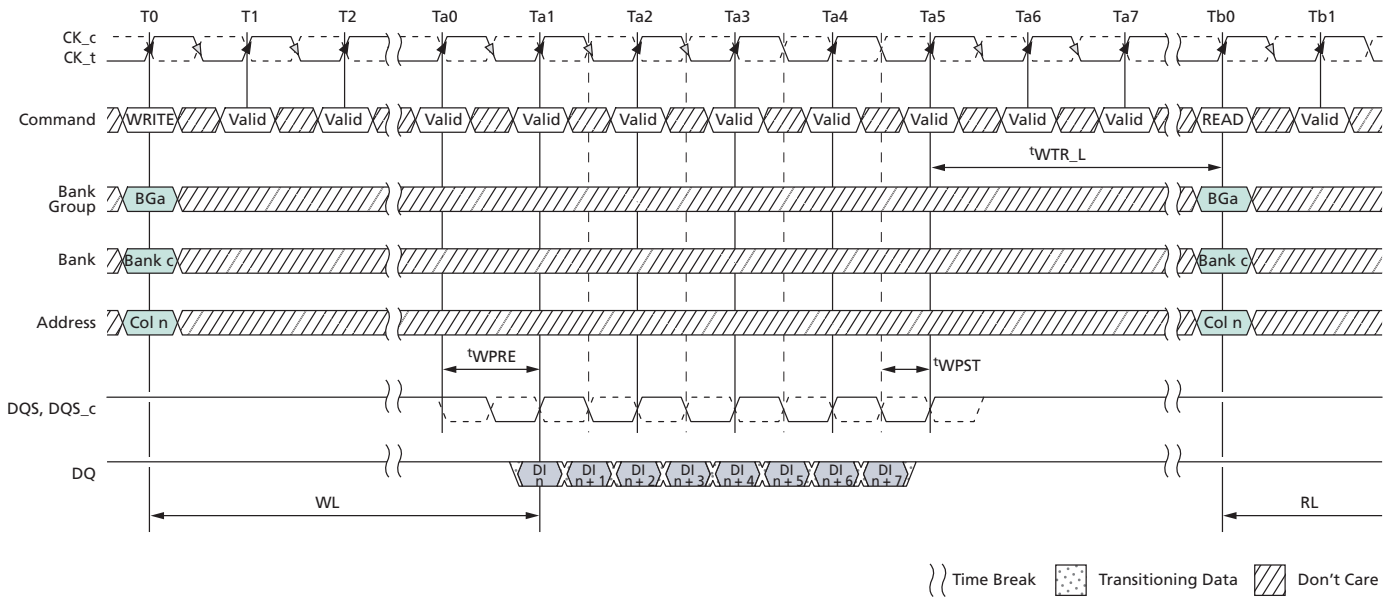 T0 T1 T2 Ta0 Ta1 Ta2 Ta3 Ta4 Ta5 Ta6 Ta7 Tb0 Tb1
CK_c
CK_t
Command WRITE Valid Valid Valid Valid Valid Valid Valid Valid Valid Valid READ Valid
tWTR_L
Bank Group BGa BGa
Bank Bank c Bank c
Address Col n Col n
tWPRE tWPST
DQS, DQS_c
DQ DI n DI n + 1 DI n + 2 DI n + 3 DI n + 4 DI n + 5 DI n + 6 DI n + 7
WL RL
Time Break Transitioning Data Don't Care